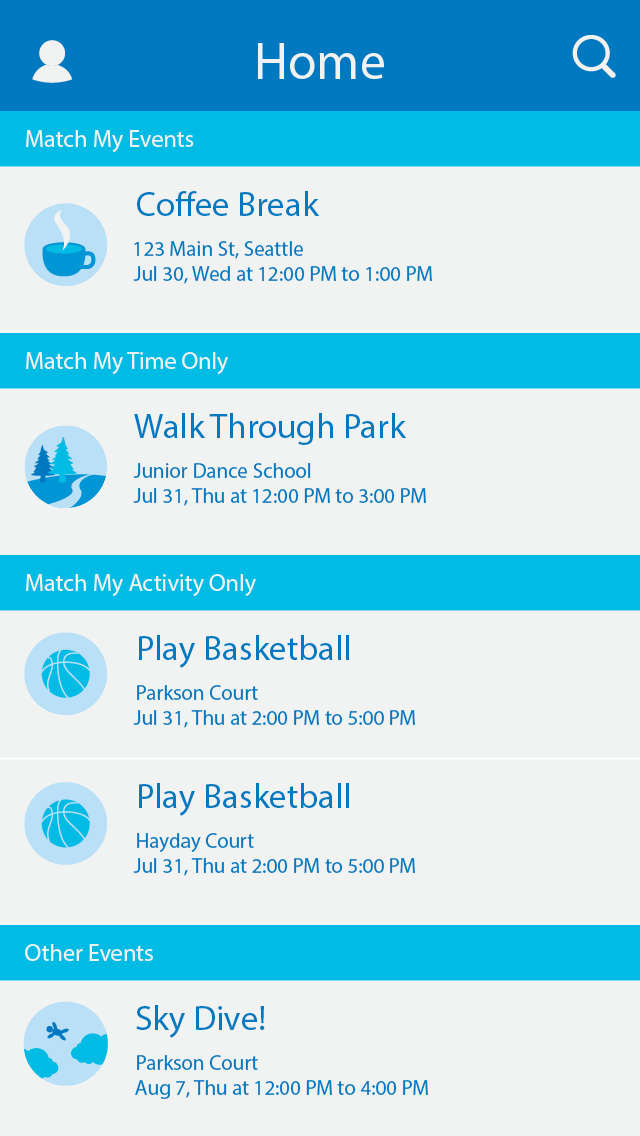 Home
Match My Events
Coffee Break
123 Main St, Seattle
Jul 30, Wed at 12:00 PM to 1:00 PM
Match My Time Only
Walk Through Park
Junior Dance School
Jul 31, Thu at 12:00 PM to 3:00 PM
Match My Activity Only
Play Basketball
Parkson Court
Jul 31, Thu at 2:00 PM to 5:00 PM
Play Basketball
Hayday Court
Jul 31, Thu at 2:00 PM to 5:00 PM
Other Events
Sky Dive!
Parkson Court
Aug 7, Thu at 12:00 PM to 4:00 PM